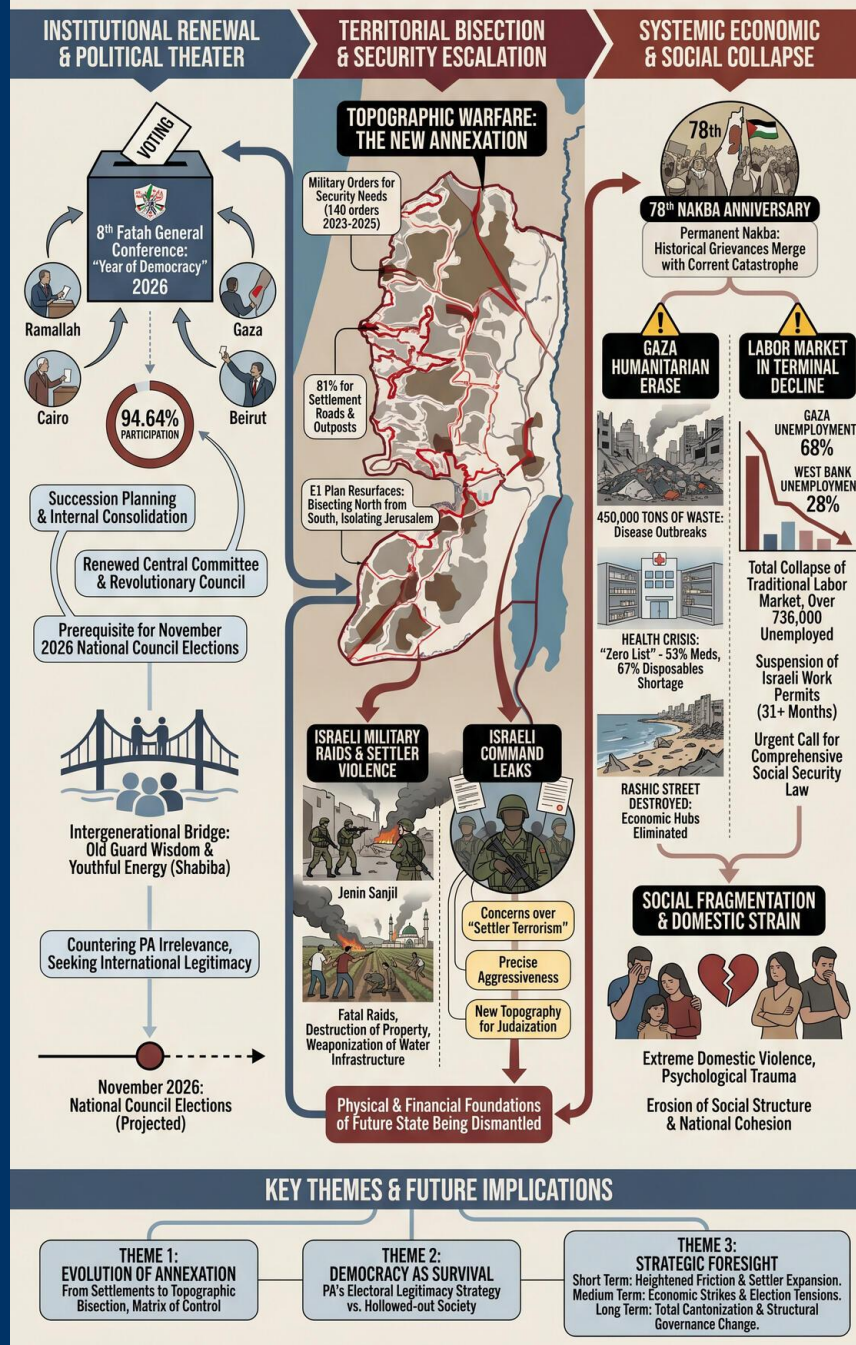 INSTITUTIONAL RENEWAL
& POLITICAL THEATER
TERRITORIAL BISECTION
& SECURITY ESCALATION
SYSTEMIC ECONOMIC
& SOCIAL COLLAPSE
VOTING
8th Fatah General
Conference:
"Year of Democracy"
2026
Ramallah
Gaza
Cairo
Beirut
94.64%
PARTICIPATION
Succession Planning
& Internal Consolidation
Renewed Central Committee
& Revolutionary Council
Prerequisite for November
2026 National Council Elections
Intergenerational Bridge:
Old Guard Wisdom &
Youthful Energy (Shabiba)
Countering PA Irrelevance,
Seeking International Legitimacy
November 2026:
National Council Elections
(Projected)
TOPOGRAPHIC WARFARE:
THE NEW ANNEXATION
Military Orders for
Security Needs
(140 orders
2023-2025)
81% for
Settlement
Roads &
Outposts
E1 Plan Resurfaces:
Bisecting North from
South, Isolating Jerusalem
ISRAELI MILITARY
RAIDS & SETTLER
VIOLENCE
Jenin Sanjil
Fatal Raids,
Destruction of Property,
Weaponization of Water
Infrastructure
ISRAELI
COMMAND
LEAKS
Concerns over
"Settler Terrorism"
Precise
Aggressiveness
New Topography
for Judaization
Physical & Financial Foundations
of Future State Being Dismantled
78th
78th NAKBA ANNIVERSARY
Permanent Nakba:
Historical Grievances Merge
with Corrent Catastrophe
GAZA
HUMANITARIAN
ERASE
450,000 TONS OF WASTE:
Disease Outbreaks
HEALTH CRISIS:
"Zero List" - 53% Meds,
67% Disposables
Shortage
RASHIC STREET
DESTROYED:
Economic Hubs
Eliminated
LABOR MARKET
IN TERMINAL
DECLINE
GAZA
UNEMPLOYMENT
68%
WEST BANK
UNEMPLOYMENT
28%
Total Collapse of
Traditional Labor
Market, Over
736,000
Unemployed
Suspension of
Israeli Work
Permits
(31+ Months)
Urgent Call for
Comprehensive
Social Security
Law
SOCIAL FRAGMENTATION
& DOMESTIC STRAIN
Extreme Domestic Violence,
Psychological Trauma
Erosion of Social Structure
& National Cohesion
KEY THEMES & FUTURE IMPLICATIONS
THEME 1:
EVOLUTION OF ANNEXATION
From Settlements to Topographic
Bisection, Matrix of Control
THEME 2:
DEMOCRACY AS SURVIVAL
PA's Electoral Legitimacy Strategy
vs. Hollowed-out Society
THEME 3:
STRATEGIC FORESIGHT
Short Term: Heightened Friction & Settler Expansion.
Medium Term: Economic Strikes & Election Tensions.
Long Term: Total Cantonization & Structural
Governance Change.